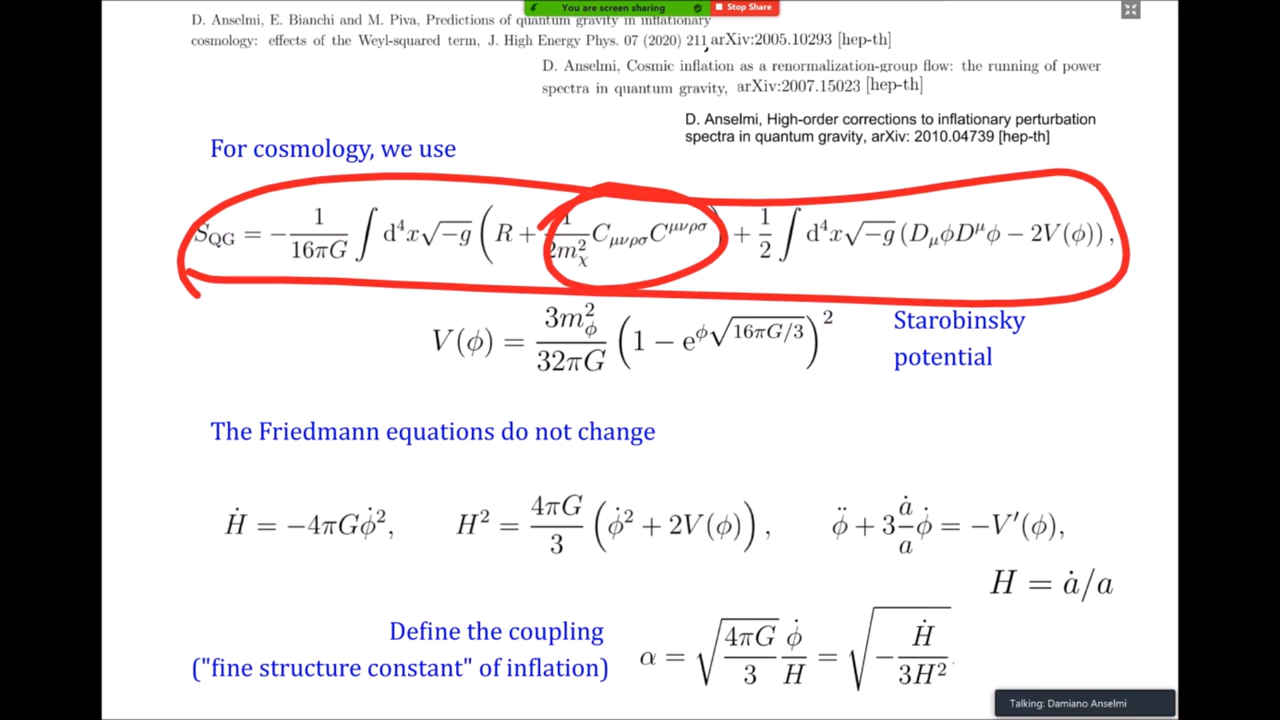 You are screen sharing
Stop Share
D. Anselmi, E. Bianchi and M. Piva, Predictions of quantum gravity in inflationary
cosmology: effects of the Weyl-squared term, J. High Energy Phys. 07 (2020) 211, arXiv:2005.10293 [hep-th]
D. Anselmi, Cosmic inflation as a renormalization-group flow: the running of power
spectra in quantum gravity, arXiv:2007.15023 [hep-th]
D. Anselmi, High-order corrections to inflationary perturbation
spectra in quantum gravity, arXiv: 2010.04739 [hep-th]
For cosmology, we use
S_QG = −1/(16πG) ∫ d⁴x√−g (R + 1/(2m_χ²) C_μνρσ C^μνρσ) + 1/2 ∫ d⁴x√−g (D_μϕD^μϕ − 2V(ϕ)),
V(ϕ) = 3m_ϕ²/(32πG) (1 − e^(ϕ√(16πG/3)))²
Starobinsky
potential
The Friedmann equations do not change
Ḣ = −4πGϕ̇², H² = 4πG/3 (ϕ̇² + 2V(ϕ)), ϕ̈ + 3 ȧ/a ϕ̇ = −V′(ϕ),
H = ȧ/a
Define the coupling
("fine structure constant" of inflation)
α = √(4πG/3) ϕ̇/H = √(−Ḣ/(3H²))
Talking: Damiano Anselmi